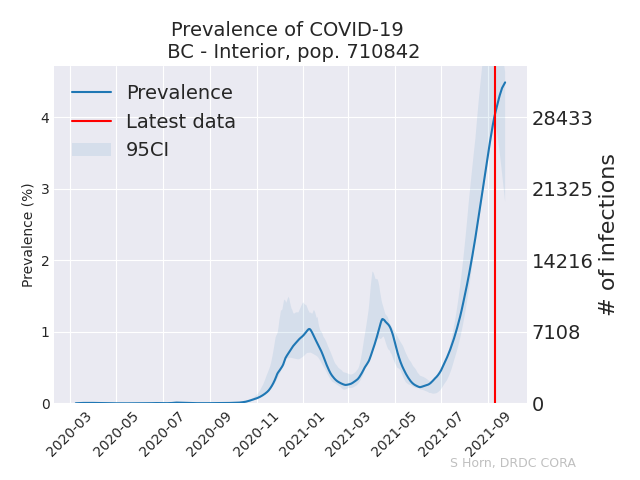 Prevalence of COVID-19
BC - Interior, pop. 710842
Prevalence
Latest data
95CI
Prevalence (%)
4
3
2
1
0
28433
21325
14216
7108
0
# of infections
2020-03
2020-05
2020-07
2020-09
2020-11
2021-01
2021-03
2021-05
2021-07
2021-09
S Horn, DRDC CORA